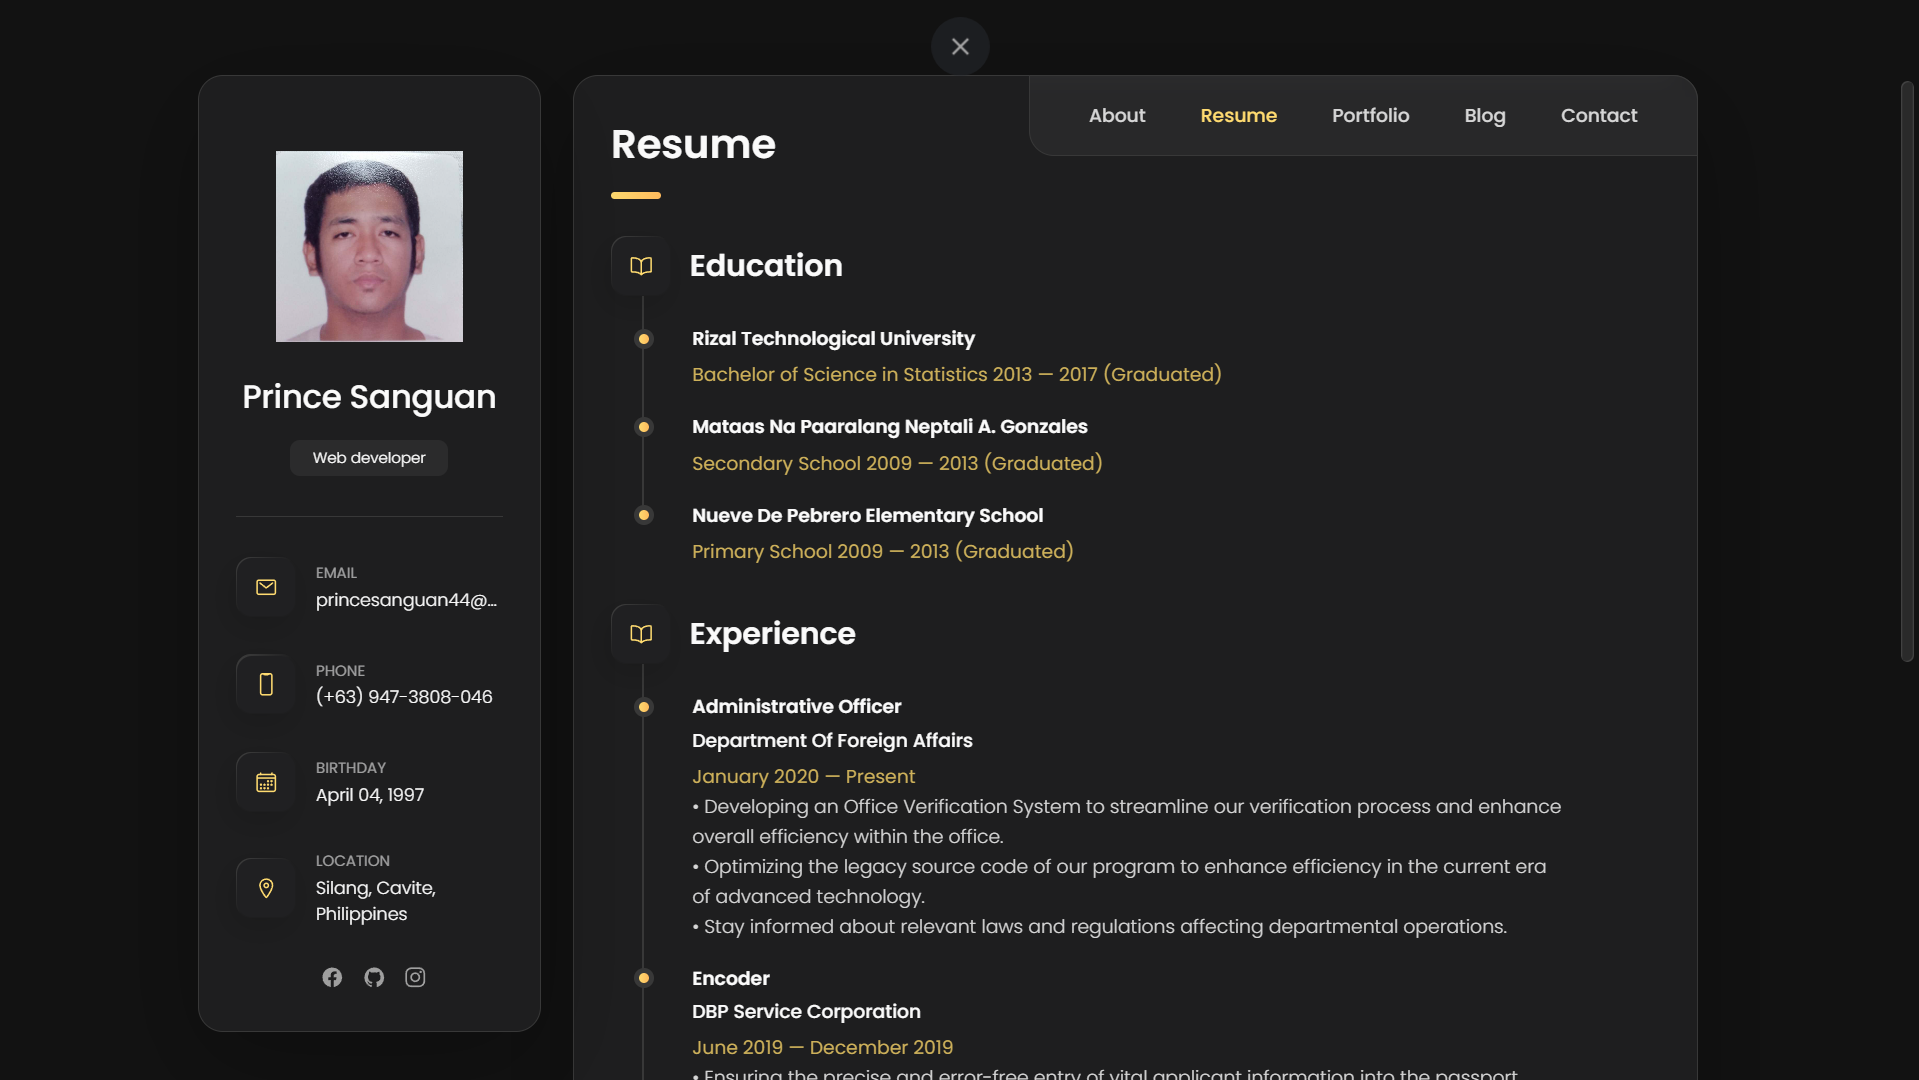 About
Resume
Portfolio
Blog
Contact
Prince Sanguan
Web developer
EMAIL
princesanguan44@...
PHONE
(+63) 947-3808-046
BIRTHDAY
April 04, 1997
LOCATION
Silang, Cavite,
Philippines
Resume
Education
Rizal Technological University
Bachelor of Science in Statistics 2013 — 2017 (Graduated)
Mataas Na Paaralang Neptali A. Gonzales
Secondary School 2009 — 2013 (Graduated)
Nueve De Pebrero Elementary School
Primary School 2009 — 2013 (Graduated)
Experience
Administrative Officer
Department Of Foreign Affairs
January 2020 — Present
• Developing an Office Verification System to streamline our verification process and enhance
overall efficiency within the office.
• Optimizing the legacy source code of our program to enhance efficiency in the current era
of advanced technology.
• Stay informed about relevant laws and regulations affecting departmental operations.
Encoder
DBP Service Corporation
June 2019 — December 2019
• Ensuring the precise and error-free entry of vital applicant information into the passport